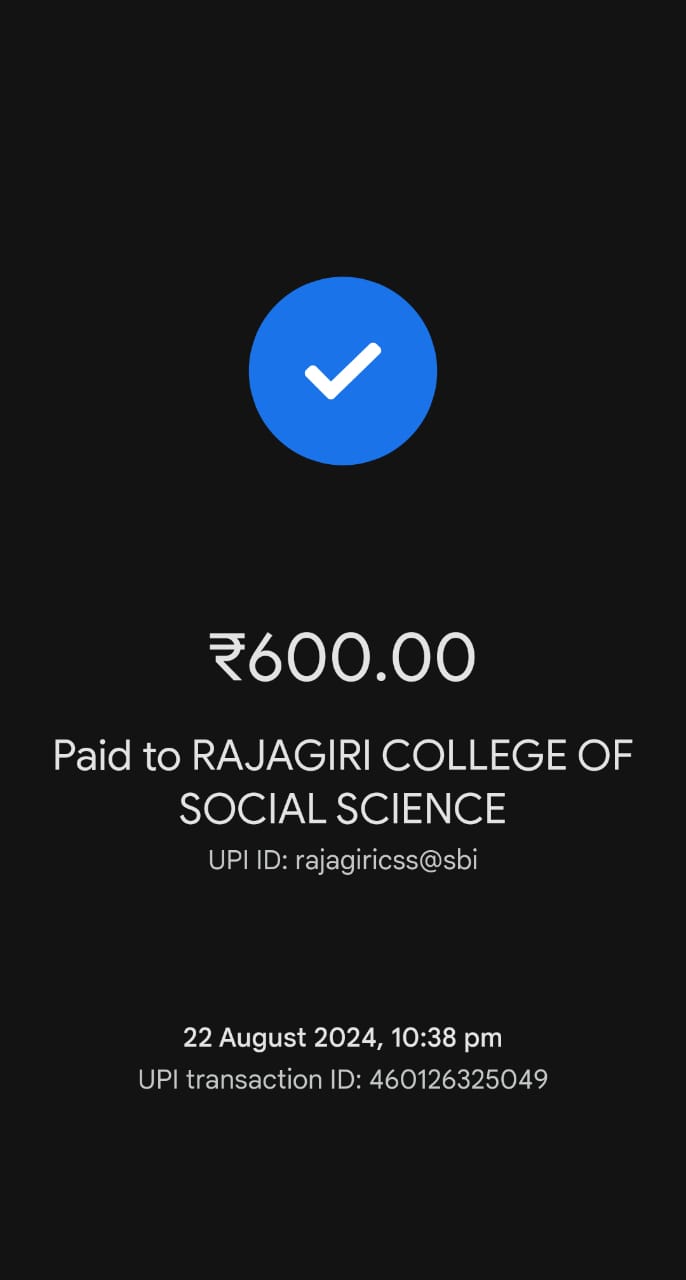 ₹600.00
Paid to RAJAGIRI COLLEGE OF
SOCIAL SCIENCE
UPI ID: rajagiricss@sbi
22 August 2024, 10:38 pm
UPI transaction ID: 460126325049